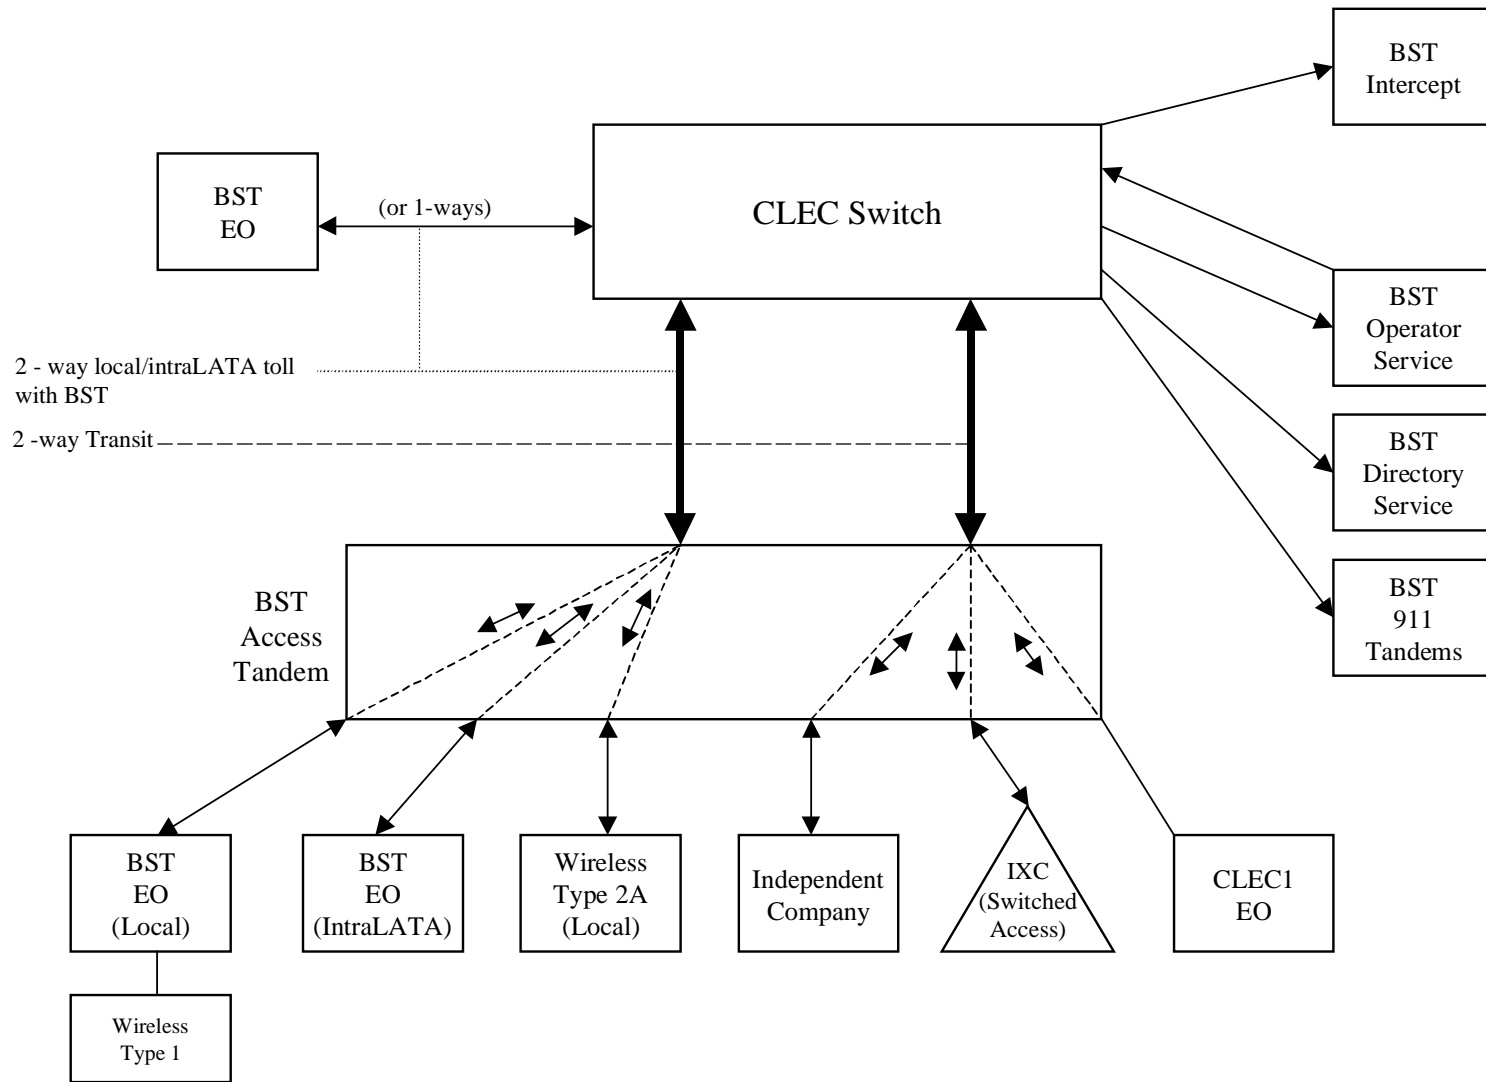 BST
Intercept
BST
EO
(or 1-ways)
CLEC Switch
BST
Operator
Service
2 - way local/intraLATA toll
with BST
2 -way Transit
BST
Directory
Service
BST
911
Tandems
BST
Access
Tandem
BST
EO
(Local)
BST
EO
(IntraLATA)
Wireless
Type 2A
(Local)
Independent
Company
IXC
(Switched
Access)
CLEC1
EO
Wireless
Type 1